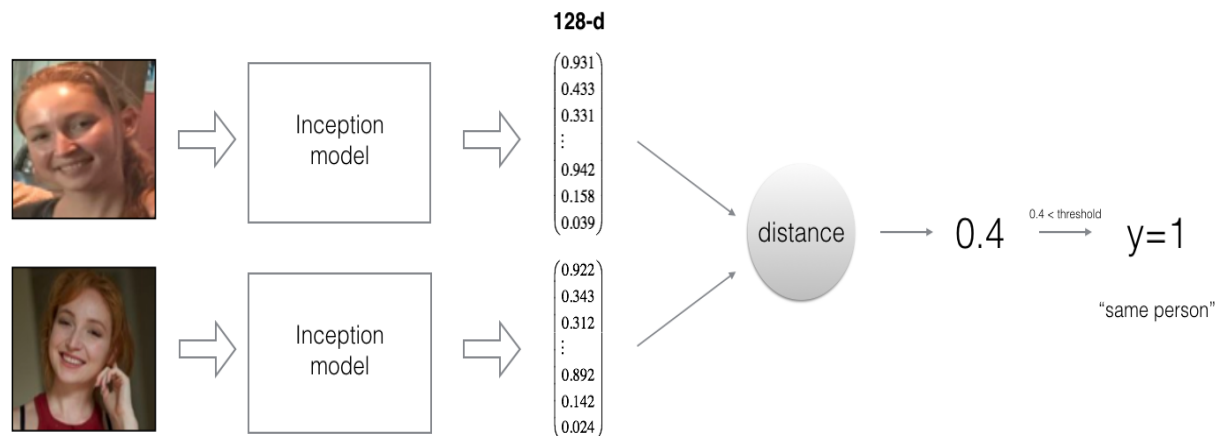 128-d
Inception
model
0.931
0.433
0.331
⋮
0.942
0.158
0.039
Inception
model
0.922
0.343
0.312
⋮
0.892
0.142
0.024
distance
0.4
0.4 < threshold
y=1
“same person”